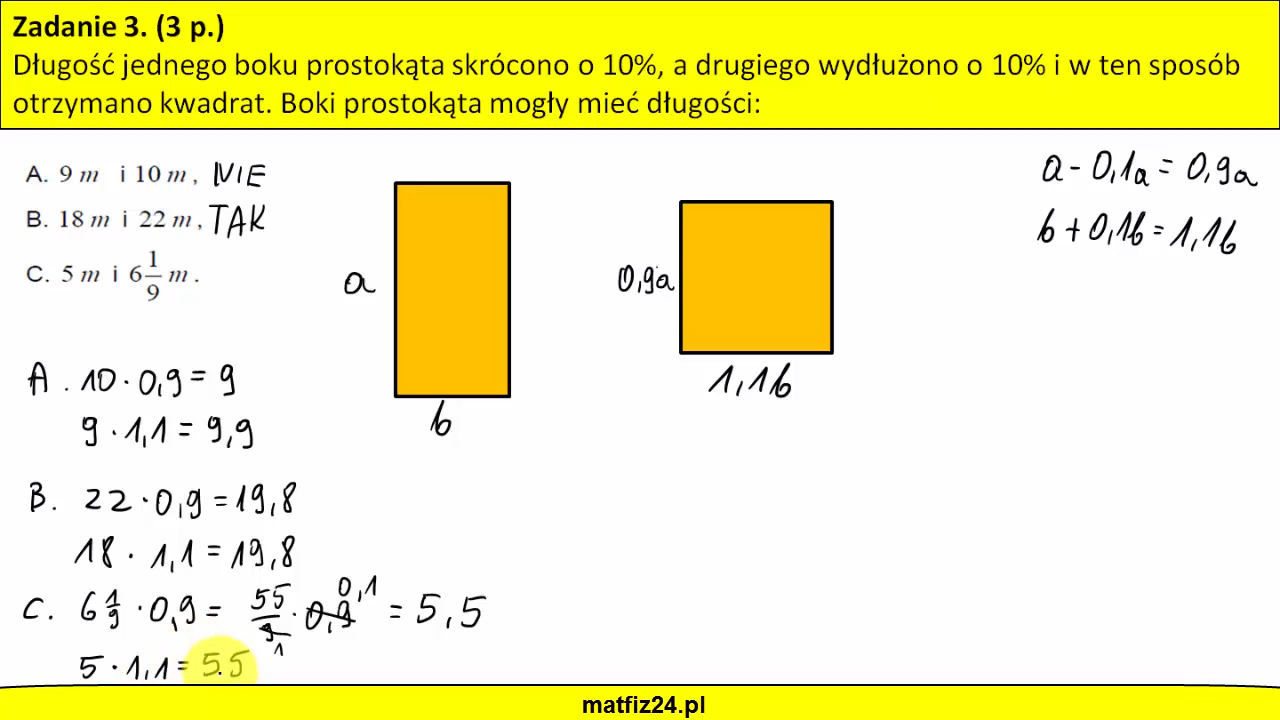 Zadanie 3. (3 p.)
Długość jednego boku prostokąta skrócono o 10%, a drugiego wydłużono o 10% i w ten sposób
otrzymano kwadrat. Boki prostokąta mogły mieć długości:
A. 9 m i 10 m, NIE
B. 18 m i 22 m, TAK
C. 5 m i 6 1/9 m.
a
b
0,9a
1,1b
a - 0,1a = 0,9a
b + 0,1b = 1,1b
A. 10 · 0,9 = 9
9 · 1,1 = 9,9
B. 22 · 0,9 = 19,8
18 · 1,1 = 19,8
C. 6 1/9 · 0,9 = 55/9 1 · 0,9 0,1 = 5,5
5 · 1,1 = 5.5
matfiz24.pl